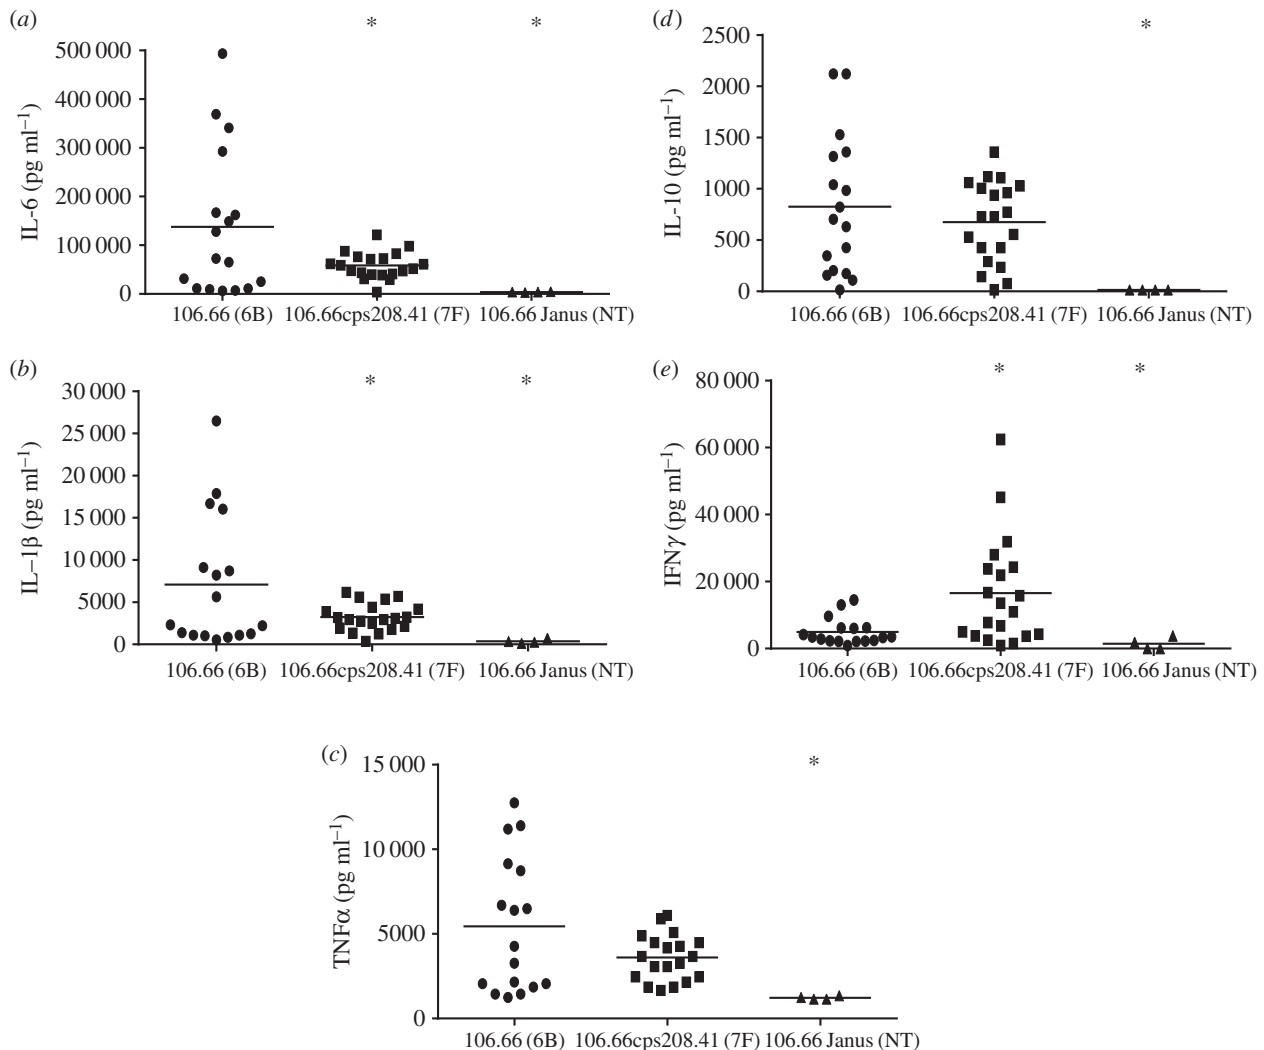 (a)
*
*
500 000
400 000
300 000
200 000
100 000
0
IL-6 (pg ml⁻¹)
106.66 (6B)
106.66cps208.41 (7F)
106.66 Janus (NT)
(d)
*
2500
2000
1500
1000
500
0
IL-10 (pg ml⁻¹)
106.66 (6B)
106.66cps208.41 (7F)
106.66 Janus (NT)
(b)
*
*
30 000
25 000
20 000
15 000
10 000
5000
0
IL–1β (pg ml⁻¹)
106.66 (6B)
106.66cps208.41 (7F)
106.66 Janus (NT)
(e)
*
*
80 000
60 000
40 000
20 000
0
IFNγ (pg ml⁻¹)
106.66 (6B)
106.66cps208.41 (7F)
106.66 Janus (NT)
(c)
*
15 000
10 000
5000
0
TNFα (pg ml⁻¹)
106.66 (6B)
106.66cps208.41 (7F)
106.66 Janus (NT)